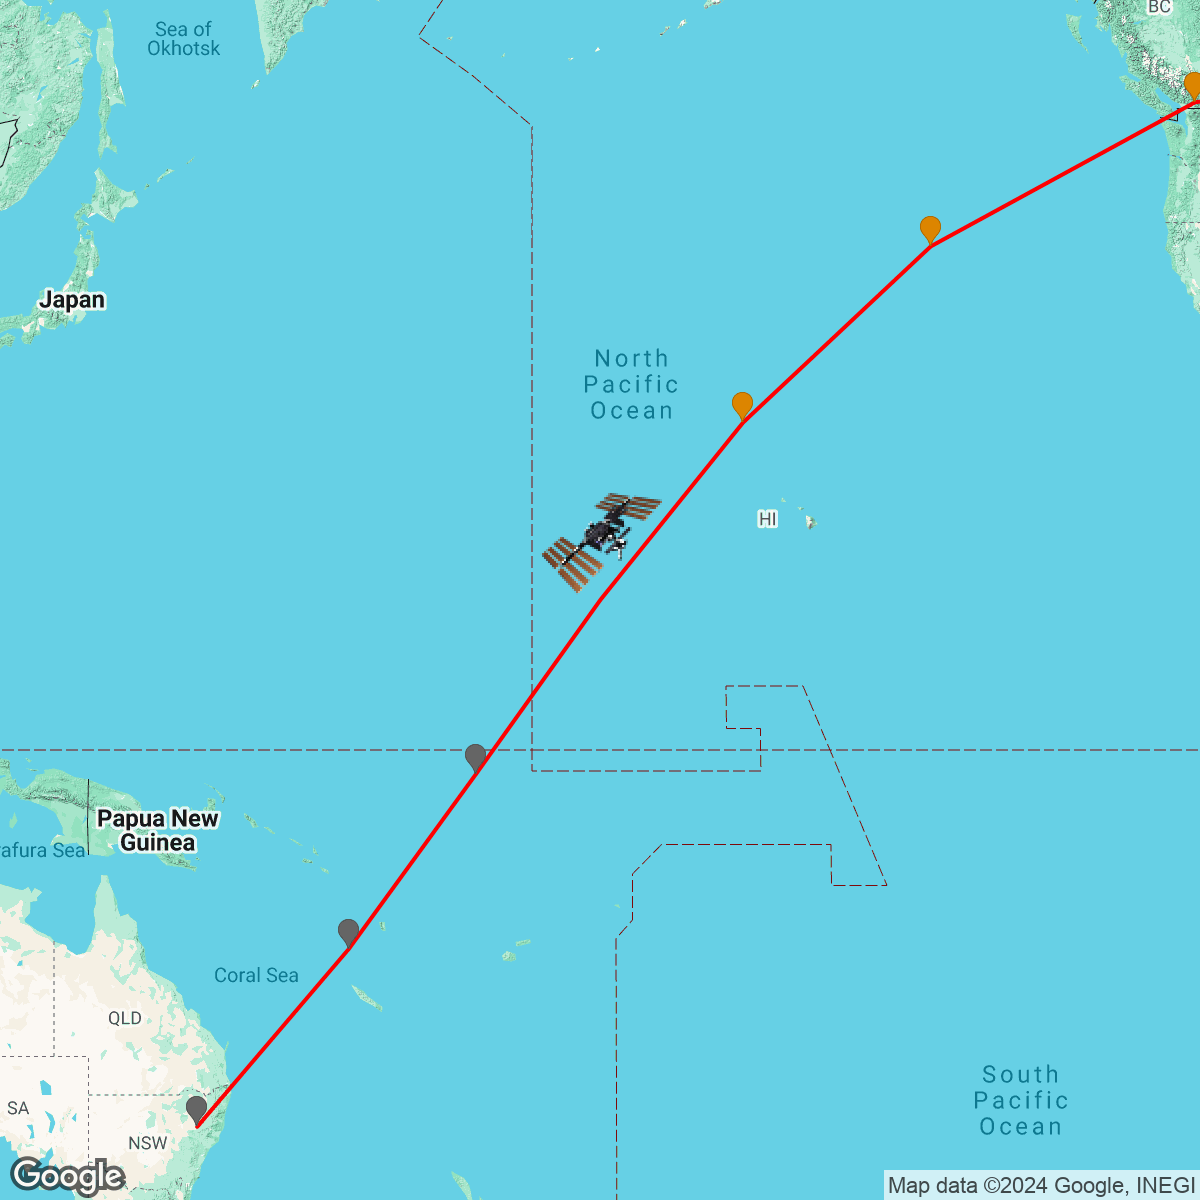 BC
Sea of
Okhotsk
Japan
North
Pacific
Ocean
HI
Papua New
Guinea
afura Sea
Coral Sea
QLD
South
Pacific
Ocean
SA
NSW
Google
Map data ©2024 Google, INEGI